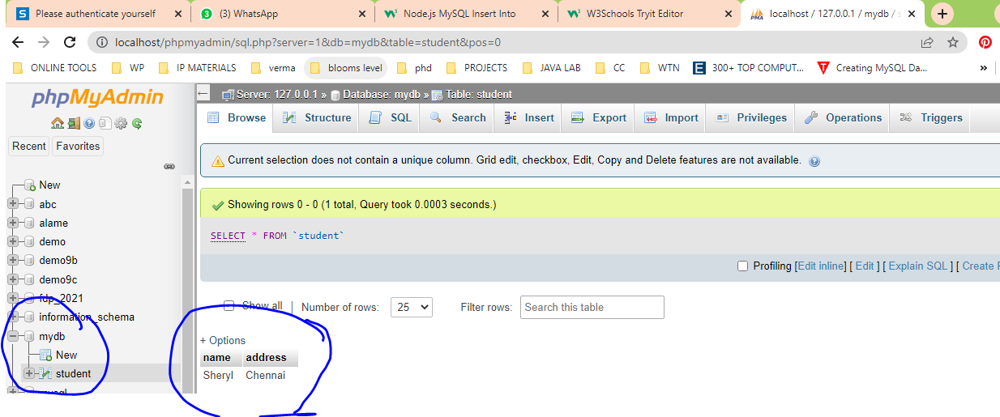 Please authenticate yourself
(3) WhatsApp
Node.js MySQL Insert Into
W3Schools Tryit Editor
localhost / 127.0.0.1 / mydb / s
localhost/phpmyadmin/sql.php?server=1&db=mydb&table=student&pos=0
ONLINE TOOLS WP IP MATERIALS verma blooms level phd PROJECTS JAVA LAB CC WTN 300+ TOP COMPUT... Creating MySQL Da... »
phpMyAdmin
Server: 127.0.0.1 » Database: mydb » Table: student
Browse Structure SQL Search Insert Export Import Privileges Operations Triggers
Recent Favorites
New
abc
alame
demo
demo9b
demo9c
fdp_2021
information_schema
mydb
New
student
mysql
Current selection does not contain a unique column. Grid edit, checkbox, Edit, Copy and Delete features are not available.
Showing rows 0 - 0 (1 total, Query took 0.0003 seconds.)
SELECT * FROM `student`
Profiling [Edit inline] [ Edit ] [ Explain SQL ] [ Create
Show all | Number of rows: 25 Filter rows: Search this table
+ Options
name address
Sheryl Chennai